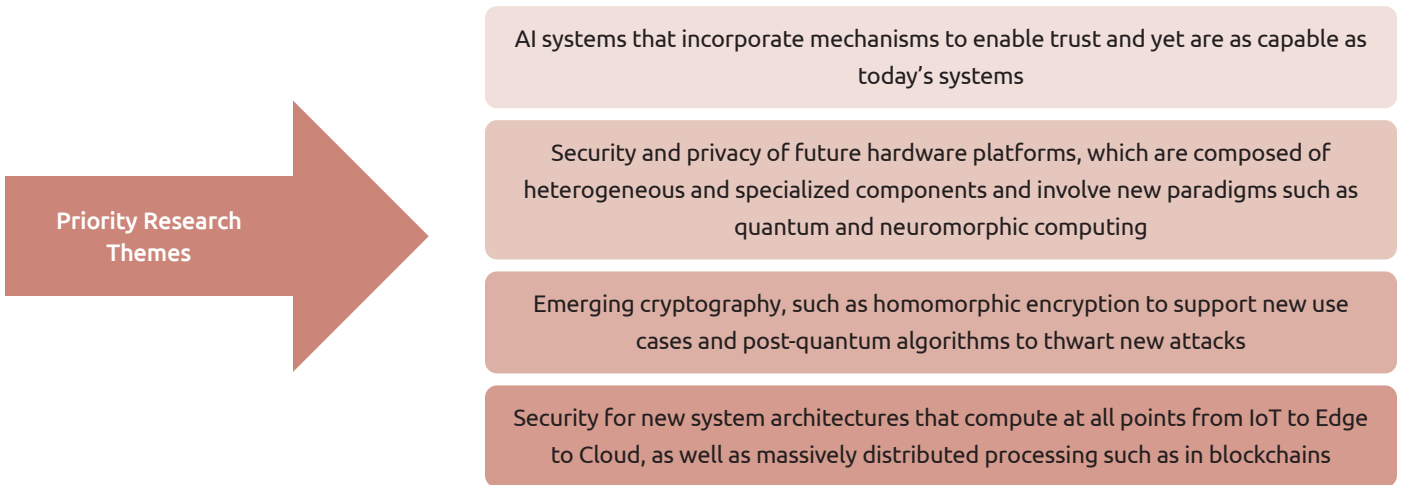 Priority Research
Themes
AI systems that incorporate mechanisms to enable trust and yet are as capable as
today’s systems
Security and privacy of future hardware platforms, which are composed of
heterogeneous and specialized components and involve new paradigms such as
quantum and neuromorphic computing
Emerging cryptography, such as homomorphic encryption to support new use
cases and post-quantum algorithms to thwart new attacks
Security for new system architectures that compute at all points from IoT to Edge
to Cloud, as well as massively distributed processing such as in blockchains